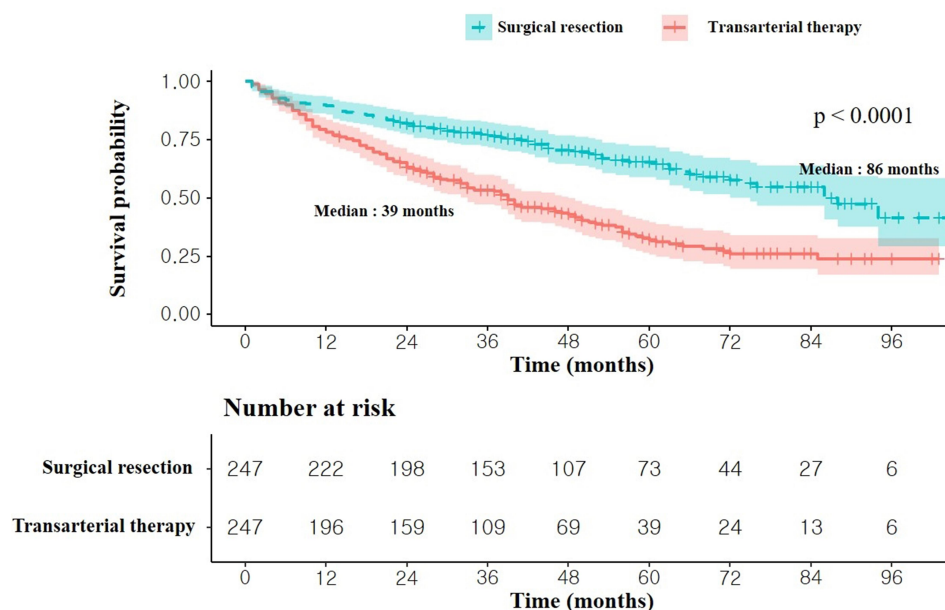 Surgical resection Transarterial therapy
p < 0.0001
Median : 86 months
Median : 39 months
Survival probability
1.00
0.75
0.50
0.25
0.00
0 12 24 36 48 60 72 84 96
Time (months)
Number at risk
Surgical resection 247 222 198 153 107 73 44 27 6
Transarterial therapy 247 196 159 109 69 39 24 13 6
0 12 24 36 48 60 72 84 96
Time (months)